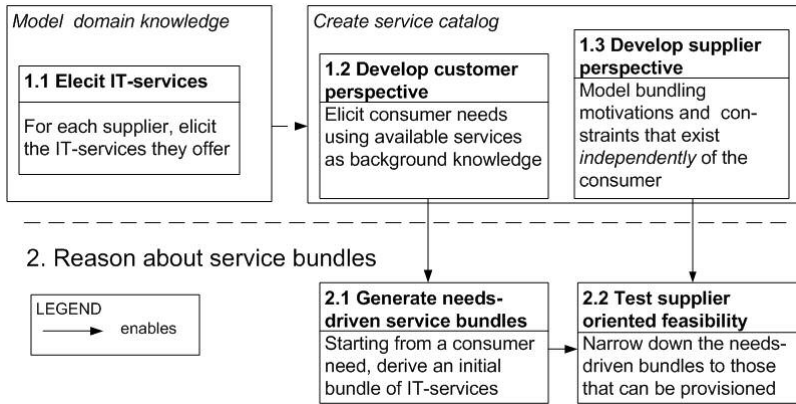 Model domain knowledge
1.1 Elecit IT-services
For each supplier, elicit
the IT-services they offer
Create service catalog
1.2 Develop customer
perspective
Elicit consumer needs
using available services
as background knowledge
1.3 Develop supplier
perspective
Model bundling
motivations and con-
straints that exist
independently of the
consumer
2. Reason about service bundles
LEGEND
enables
2.1 Generate needs-
driven service bundles
Starting from a consumer
need, derive an initial
bundle of IT-services
2.2 Test supplier
oriented feasibility
Narrow down the needs-
driven bundles to those
that can be provisioned